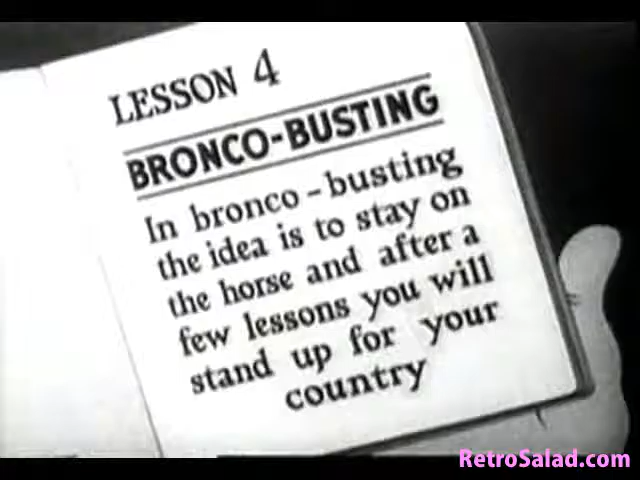 LESSON 4
BRONCO-BUSTING
In bronco-busting
the idea is to stay on
the horse and after a
few lessons you will
stand up for your
country
RetroSalad.com